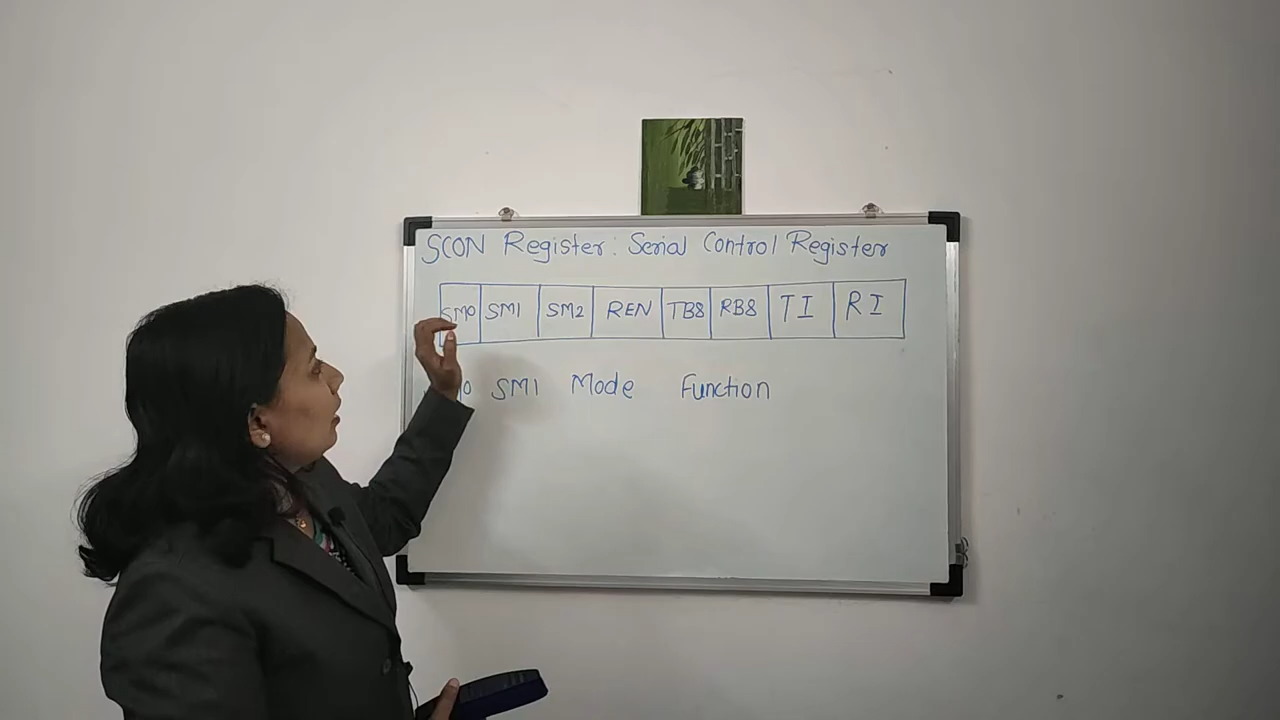 SCON Register: Serial Control Register
SM0 SM1 SM2 REN TB8 RB8 TI RI
SM1 Mode Function